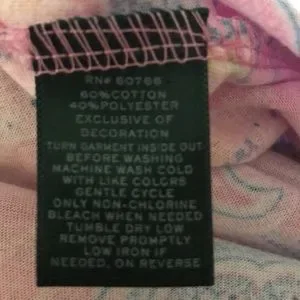 RN# 60766
60% COTTON
40% POLYESTER
EXCLUSIVE OF
DECORATION
TURN GARMENT INSIDE OUT
BEFORE WASHING
MACHINE WASH COLD
WITH LIKE COLORS
GENTLE CYCLE
ONLY NON-CHLORINE
BLEACH WHEN NEEDED
TUMBLE DRY LOW
REMOVE PROMPTLY
LOW IRON IF
NEEDED, ON REVERSE